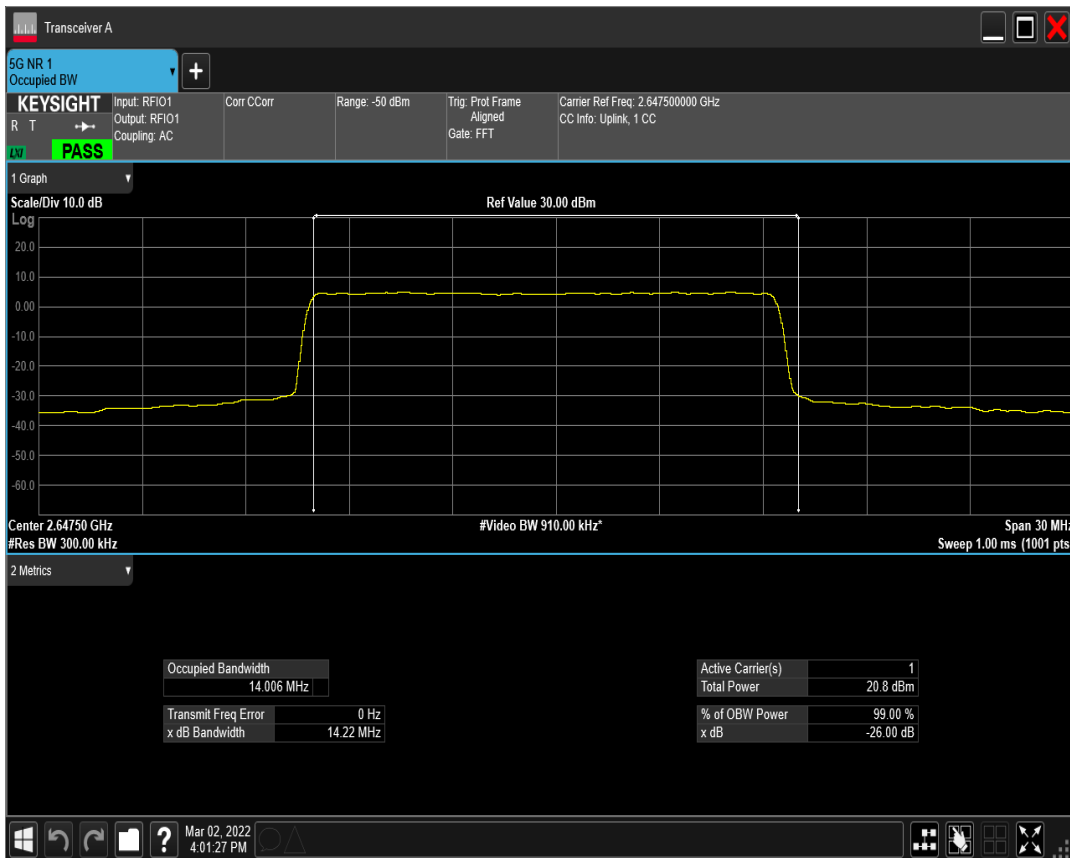 Transceiver A
5G NR 1
Occupied BW
+
KEYSIGHT
R T
LXI
PASS
Input: RFIO1
Output: RFIO1
Coupling: AC
Corr CCorr
Range: -50 dBm
Trig: Prot Frame
Aligned
Gate: FFT
Carrier Ref Freq: 2.647500000 GHz
CC Info: Uplink, 1 CC
1 Graph
Scale/Div 10.0 dB
Ref Value 30.00 dBm
Log
20.0
10.0
0.00
-10.0
-20.0
-30.0
-40.0
-50.0
-60.0
Center 2.64750 GHz
#Video BW 910.00 kHz*
Span 30 MHz
#Res BW 300.00 kHz
Sweep 1.00 ms (1001 pts
2 Metrics
Occupied Bandwidth
14.006 MHz
Transmit Freq Error 0 Hz
x dB Bandwidth 14.22 MHz
Active Carrier(s) 1
Total Power 20.8 dBm
% of OBW Power 99.00 %
x dB -26.00 dB
?
Mar 02, 2022
4:01:27 PM